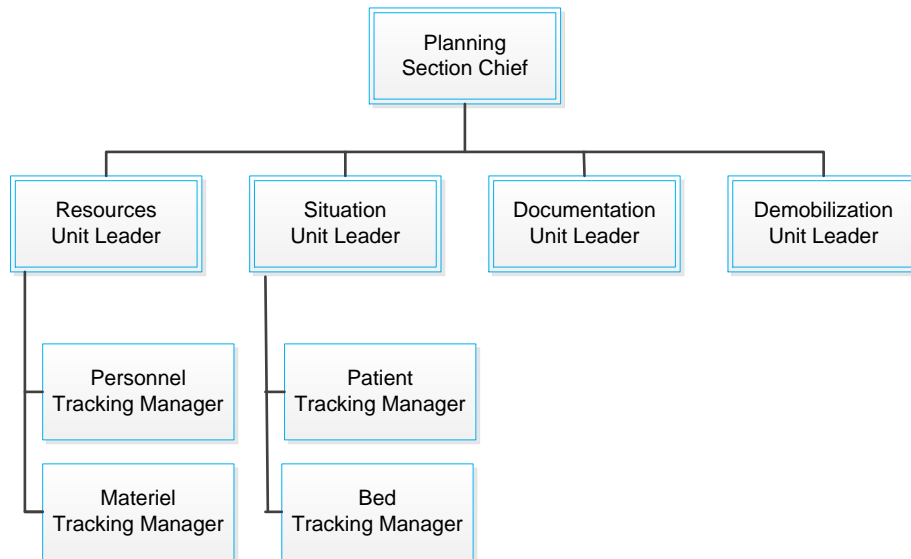 Planning
Section Chief
Resources
Unit Leader
Situation
Unit Leader
Documentation
Unit Leader
Demobilization
Unit Leader
Personnel
Tracking Manager
Patient
Tracking Manager
Materiel
Tracking Manager
Bed
Tracking Manager